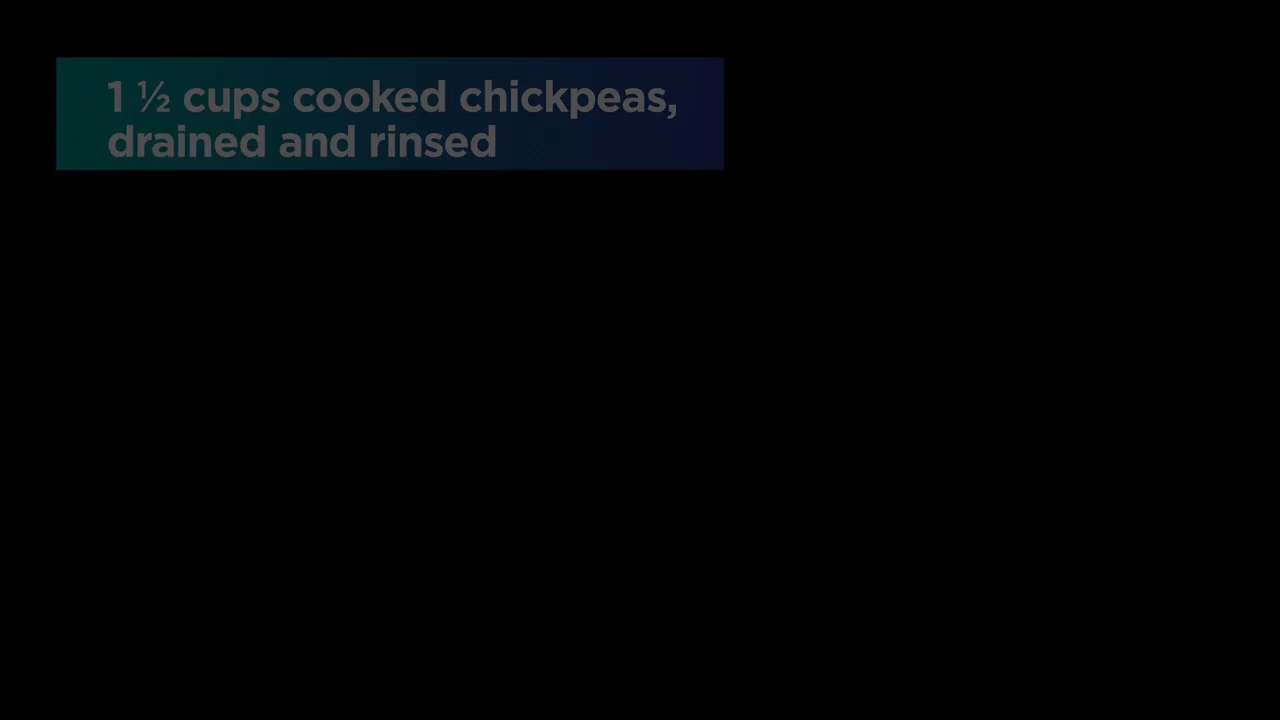 1 ½ cups cooked chickpeas,
drained and rinsed